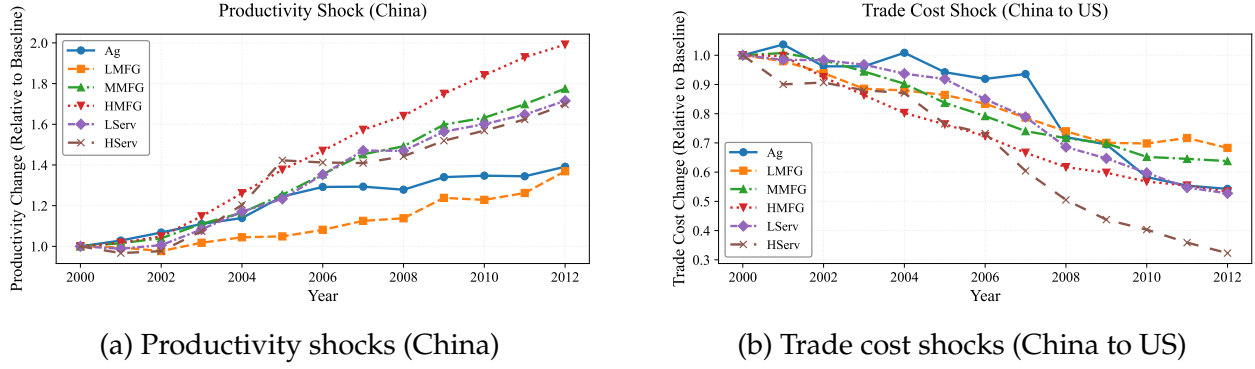 Productivity Shock (China)
Productivity Change (Relative to Baseline)
2.0
1.8
1.6
1.4
1.2
1.0
Ag
LMFG
MMFG
HMFG
LServ
HServ
2000 2002 2004 2006 2008 2010 2012
Year
(a) Productivity shocks (China)
Trade Cost Shock (China to US)
Trade Cost Change (Relative to Baseline)
1.0
0.9
0.8
0.7
0.6
0.5
0.4
0.3
Ag
LMFG
MMFG
HMFG
LServ
HServ
2000 2002 2004 2006 2008 2010 2012
Year
(b) Trade cost shocks (China to US)